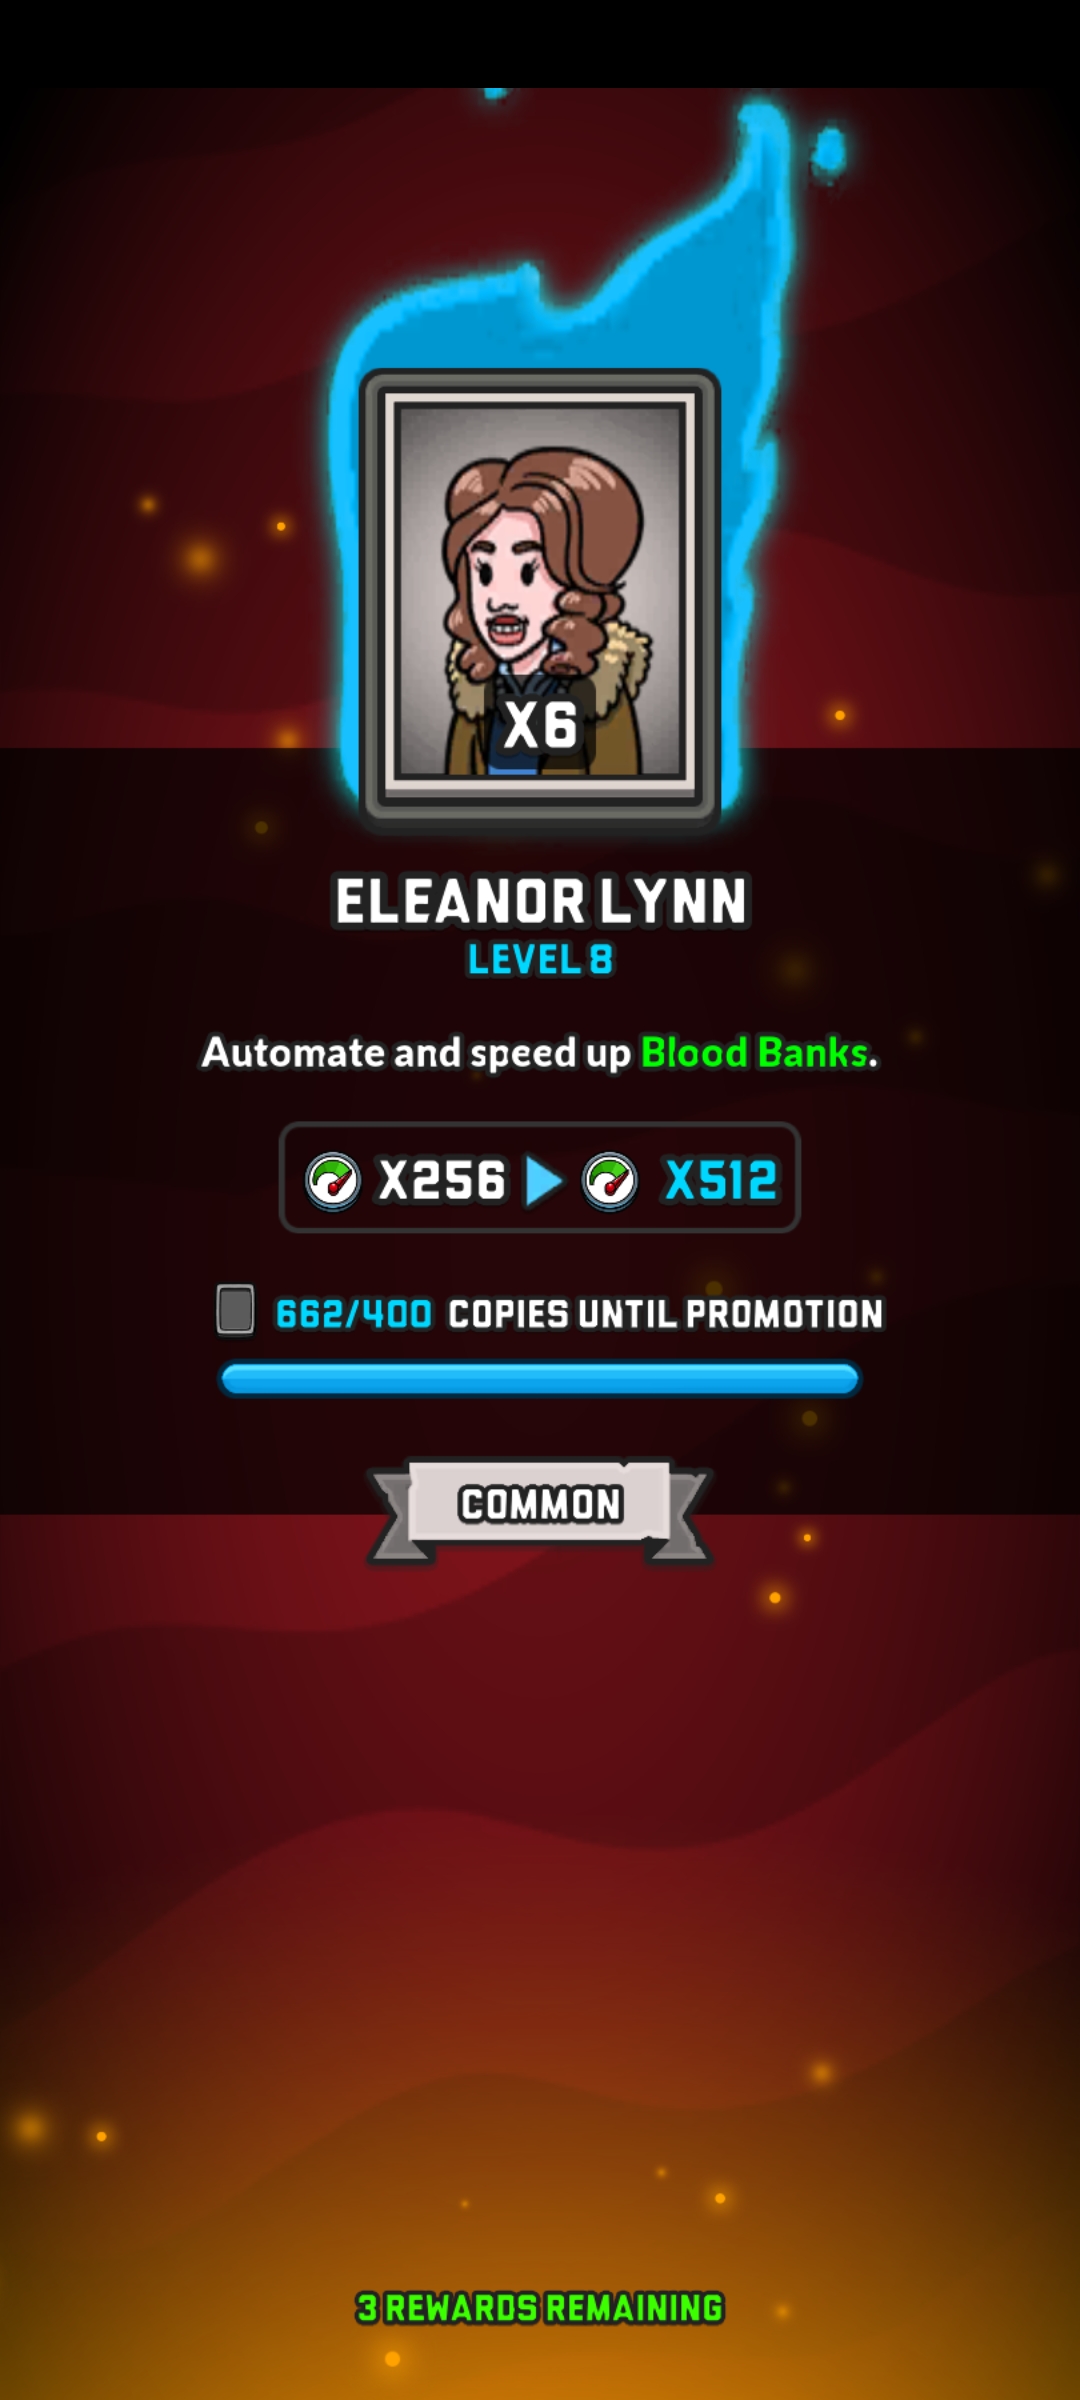 X6
ELEANOR LYNN
LEVEL 8
Automate and speed up Blood Banks.
X256 X512
662/400 COPIES UNTIL PROMOTION
COMMON
3 REWARDS REMAINING